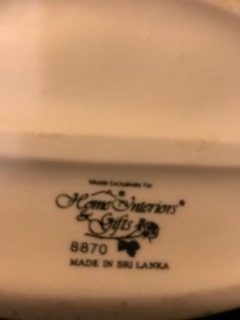 Made Exclusively For
Home Interiors®
& Gifts
8870
MADE IN SRI LANKA